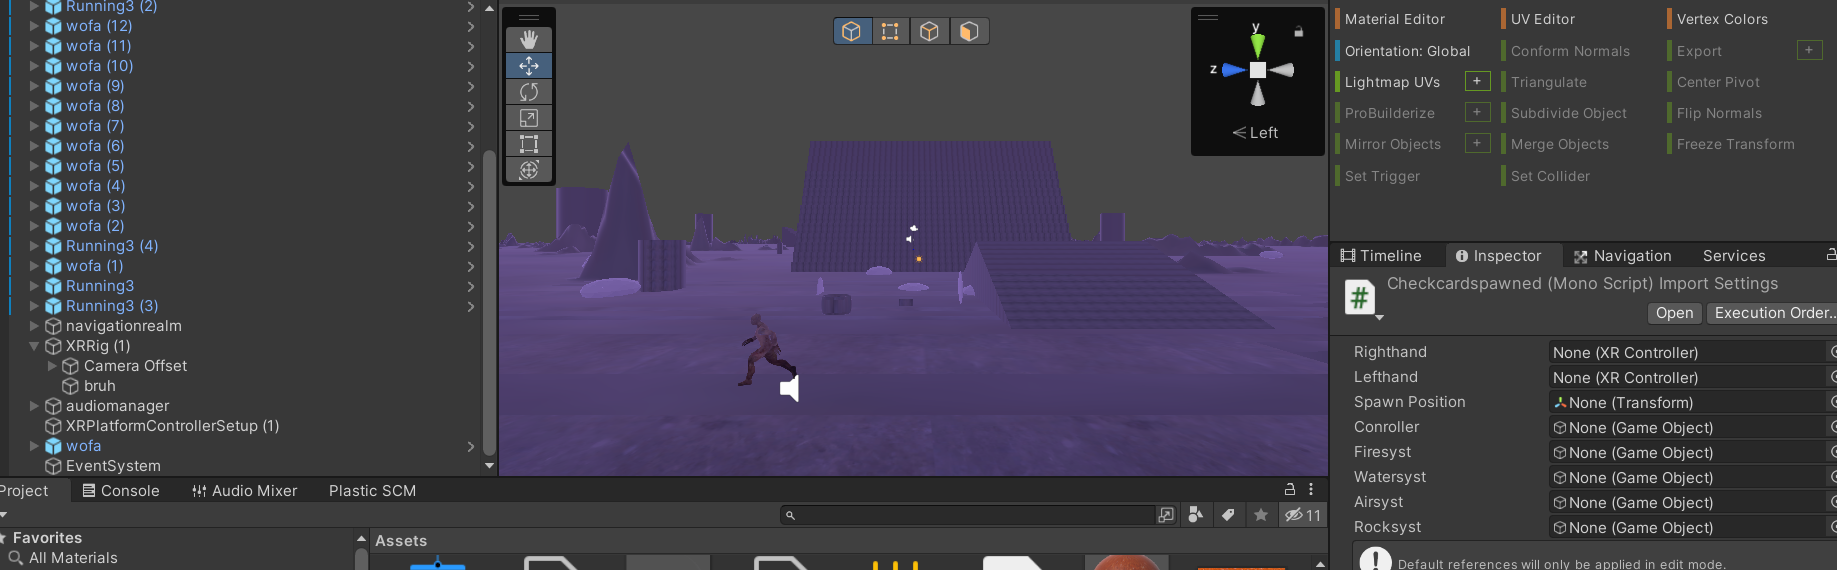 Running3 (2)
wofa (12)
wofa (11)
wofa (10)
wofa (9)
wofa (8)
wofa (7)
wofa (6)
wofa (5)
wofa (4)
wofa (3)
wofa (2)
Running3 (4)
wofa (1)
Running3
Running3 (3)
navigationrealm
XRRig (1)
Camera Offset
bruh
audiomanager
XRPlatformControllerSetup (1)
wofa
EventSystem
y
z
Left
Material Editor UV Editor Vertex Colors
Orientation: Global Conform Normals Export +
Lightmap UVs + Triangulate Center Pivot
ProBuilderize + Subdivide Object Flip Normals
Mirror Objects + Merge Objects Freeze Transform
Set Trigger Set Collider
Timeline Inspector Navigation Services
# Checkcardspawned (Mono Script) Import Settings
Open Execution Order..
Righthand None (XR Controller)
Lefthand None (XR Controller)
Spawn Position None (Transform)
Conroller None (Game Object)
Firesyst None (Game Object)
Watersyst None (Game Object)
Airsyst None (Game Object)
Rocksyst None (Game Object)
Default references will only be applied in edit mode.
Project Console Audio Mixer Plastic SCM
11
Favorites
All Materials
Assets